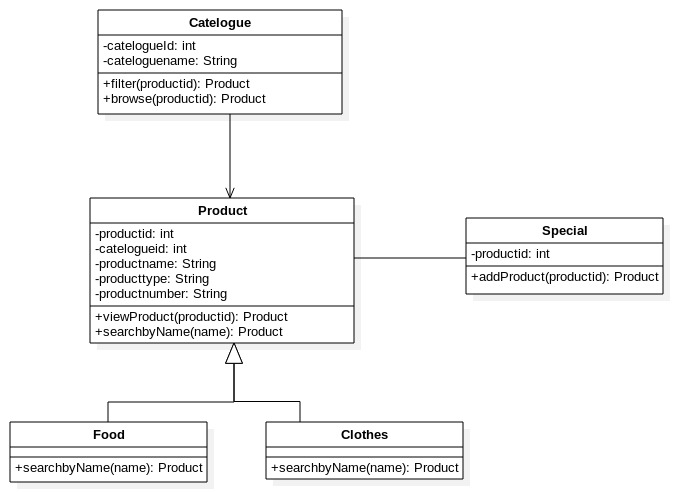 Catelogue
-catelogueId: int
-cateloguename: String
+filter(productid): Product
+browse(productid): Product
Product
-productid: int
-catelogueid: int
-productname: String
-producttype: String
-productnumber: String
+viewProduct(productid): Product
+searchbyName(name): Product
Special
-productid: int
+addProduct(productid): Product
Food
+searchbyName(name): Product
Clothes
+searchbyName(name): Product